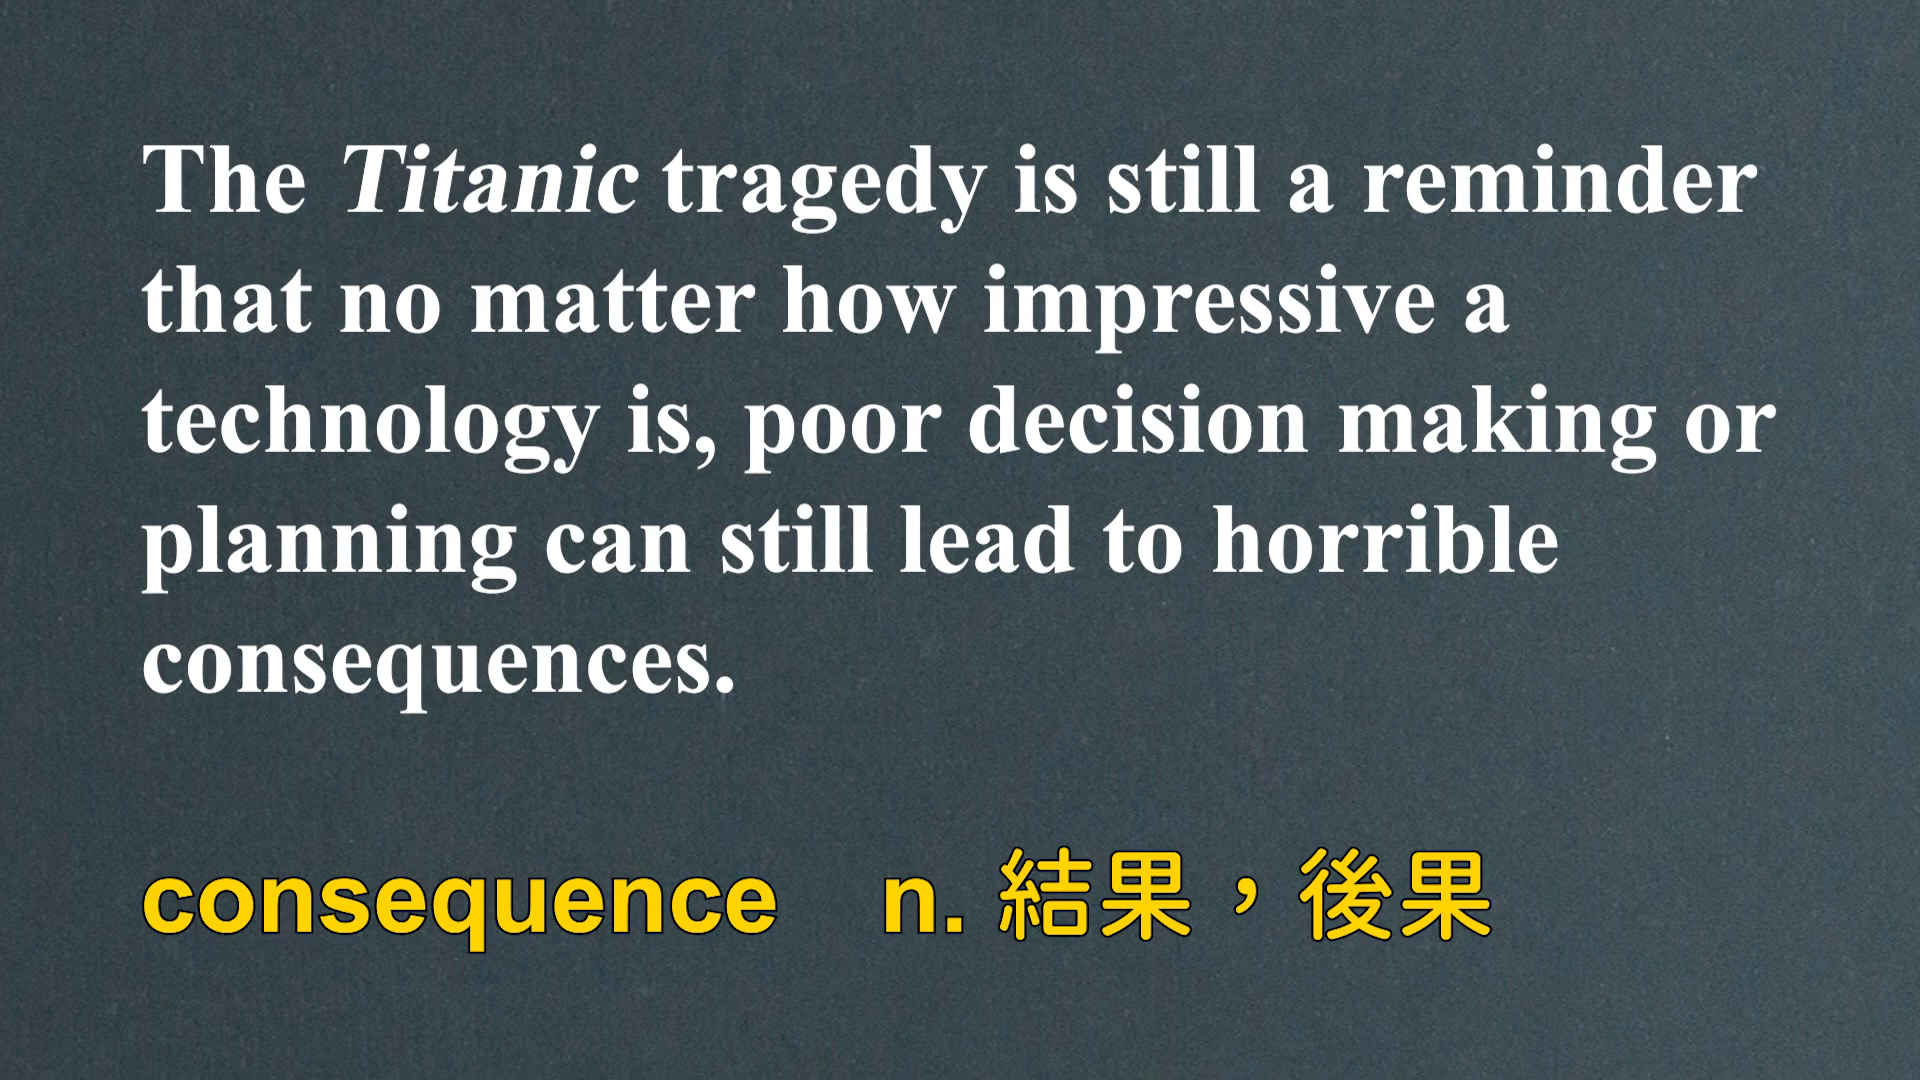 The Titanic tragedy is still a reminder
that no matter how impressive a
technology is, poor decision making or
planning can still lead to horrible
consequences.
consequence n. 結果，後果